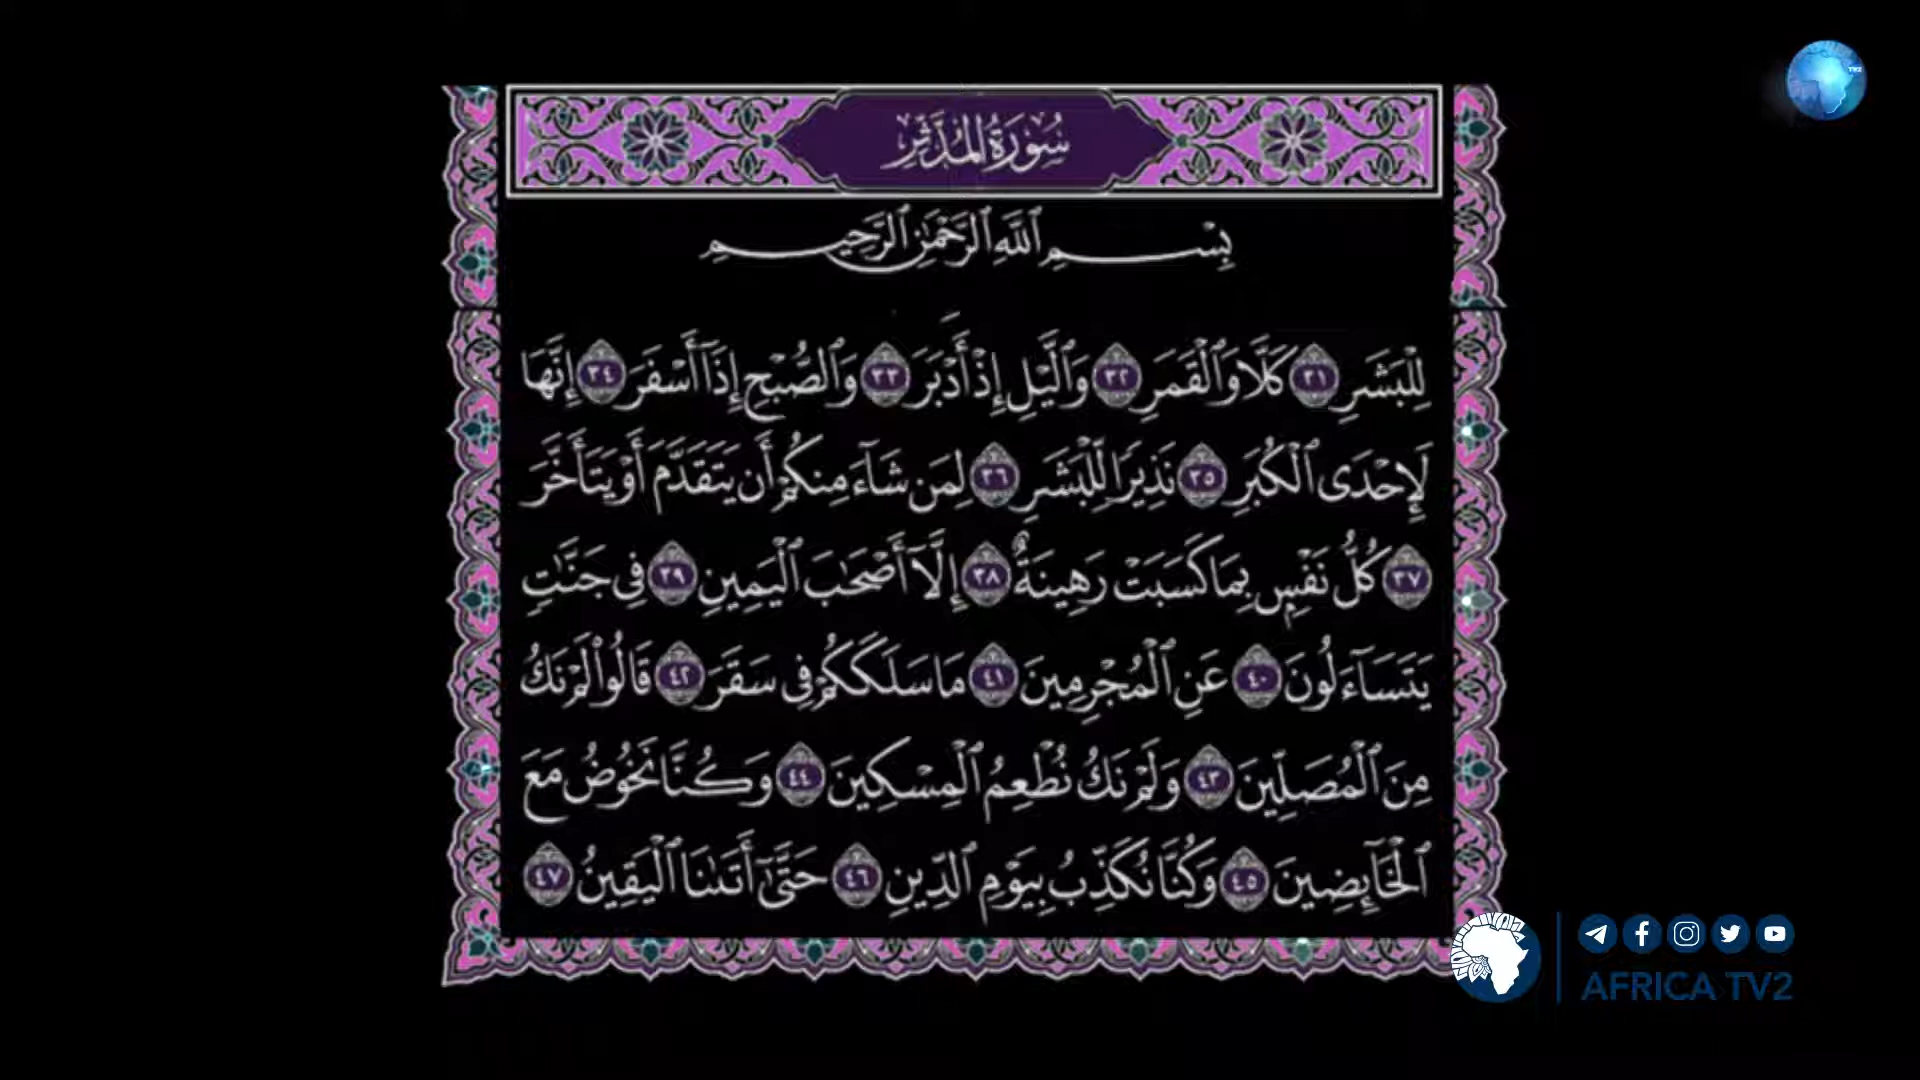 سُورَةُ المُدَّثِّرِ
بِسْمِ ٱللَّهِ ٱلرَّحْمَٰنِ ٱلرَّحِيمِ
لِلْبَشَرِ ٣١ كَلَّا وَٱلْقَمَرِ ٣٢ وَٱلَّيْلِ إِذْ أَدْبَرَ ٣٣ وَٱلصُّبْحِ إِذَآ أَسْفَرَ ٣٤ إِنَّهَا
لَإِحْدَى ٱلْكُبَرِ ٣٥ نَذِيرًا لِّلْبَشَرِ ٣٦ لِمَن شَآءَ مِنكُمْ أَن يَتَقَدَّمَ أَوْ يَتَأَخَّرَ
٣٧ كُلُّ نَفْسٍۭ بِمَا كَسَبَتْ رَهِينَةٌ ٣٨ إِلَّآ أَصْحَٰبَ ٱلْيَمِينِ ٣٩ فِى جَنَّٰتٍ
يَتَسَآءَلُونَ ٤٠ عَنِ ٱلْمُجْرِمِينَ ٤١ مَا سَلَكَكُمْ فِى سَقَرَ ٤٢ قَالُوا۟ لَمْ نَكُ
مِنَ ٱلْمُصَلِّينَ ٤٣ وَلَمْ نَكُ نُطْعِمُ ٱلْمِسْكِينَ ٤٤ وَكُنَّا نَخُوضُ مَعَ
ٱلْخَآئِضِينَ ٤٥ وَكُنَّا نُكَذِّبُ بِيَوْمِ ٱلدِّينِ ٤٦ حَتَّىٰٓ أَتَىٰنَا ٱلْيَقِينُ ٤٧
TV2
AFRICA TV2